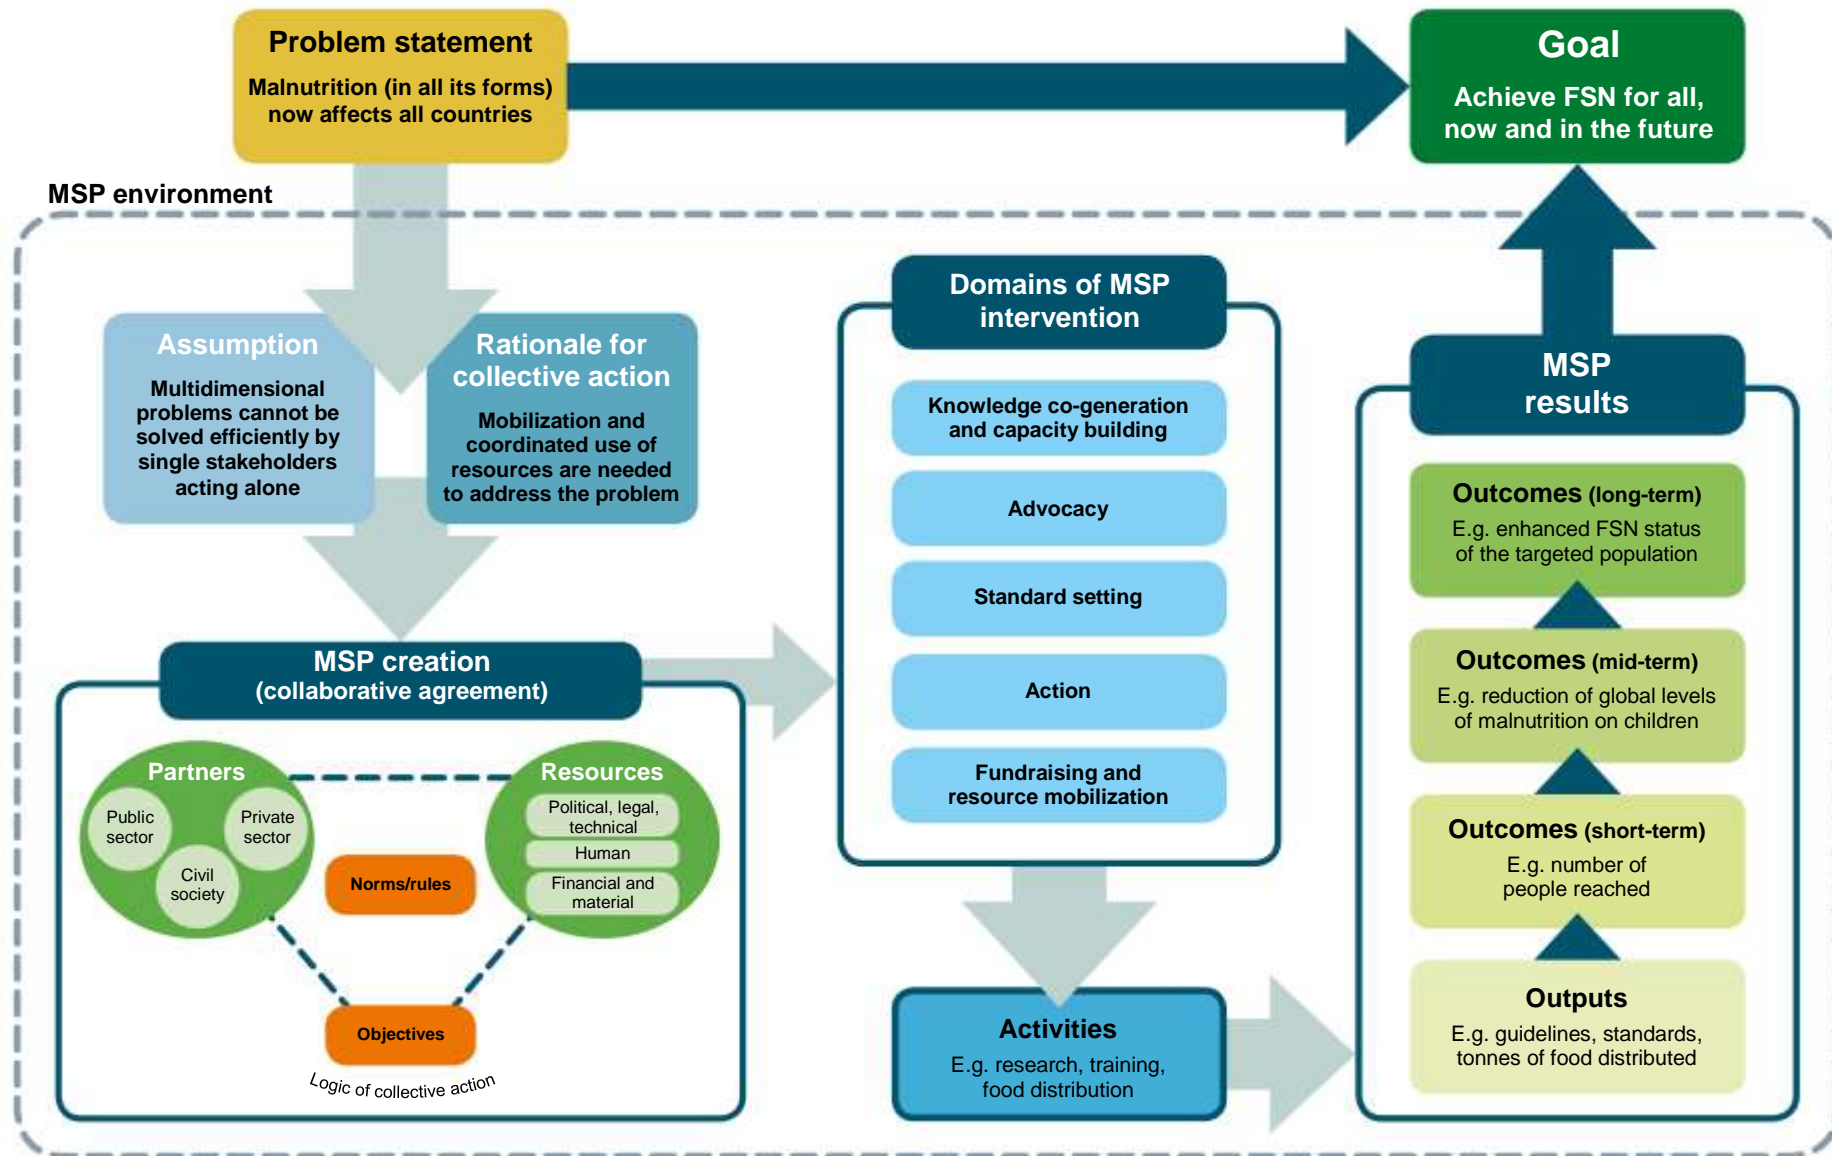 Problem statement
Malnutrition (in all its forms)
now affects all countries
Goal
Achieve FSN for all,
now and in the future
MSP environment
Assumption
Multidimensional
problems cannot be
solved efficiently by
single stakeholders
acting alone
Rationale for
collective action
Mobilization and
coordinated use of
resources are needed
to address the problem
MSP creation
(collaborative agreement)
Partners
Public
sector
Private
sector
Civil
society
Resources
Political, legal,
technical
Human
Financial and
material
Norms/rules
Objectives
Logic of collective action
Domains of MSP
intervention
Knowledge co-generation
and capacity building
Advocacy
Standard setting
Action
Fundraising and
resource mobilization
Activities
E.g. research, training,
food distribution
MSP
results
Outcomes (long-term)
E.g. enhanced FSN status
of the targeted population
Outcomes (mid-term)
E.g. reduction of global levels
of malnutrition on children
Outcomes (short-term)
E.g. number of
people reached
Outputs
E.g. guidelines, standards,
tonnes of food distributed